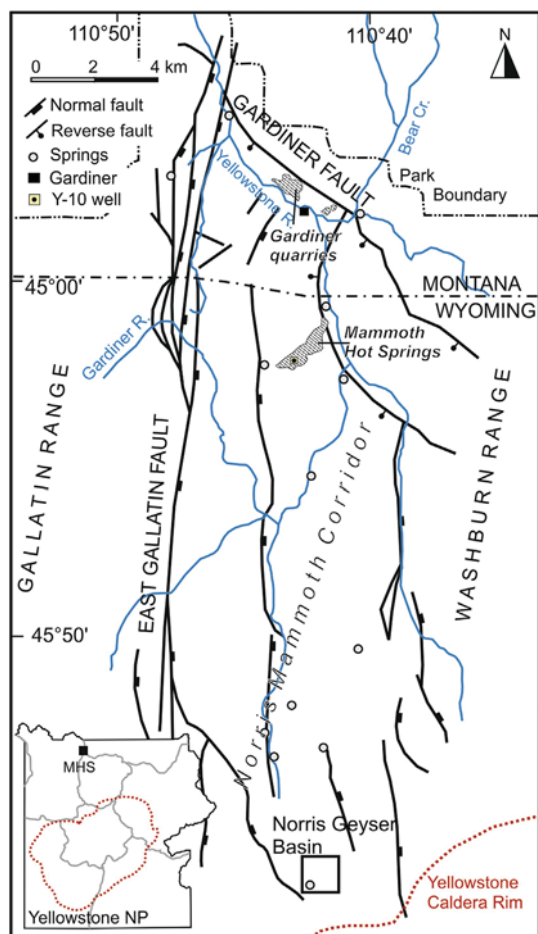 110°50'
110°40'
0 2 4 km
N
Normal fault
Reverse fault
Springs
Gardiner
Y-10 well
GARDINER FAULT
Bear Cr.
Yellowstone R.
Park
Boundary
Gardiner
quarries
45°00'
MONTANA
WYOMING
Gardiner R.
Mammoth
Hot Springs
GALLATIN RANGE
EAST GALLATIN FAULT
Norris Mammoth Corridor
WASHBURN RANGE
45°50'
MHS
Norris Geyser
Basin
Yellowstone
Caldera Rim
Yellowstone NP